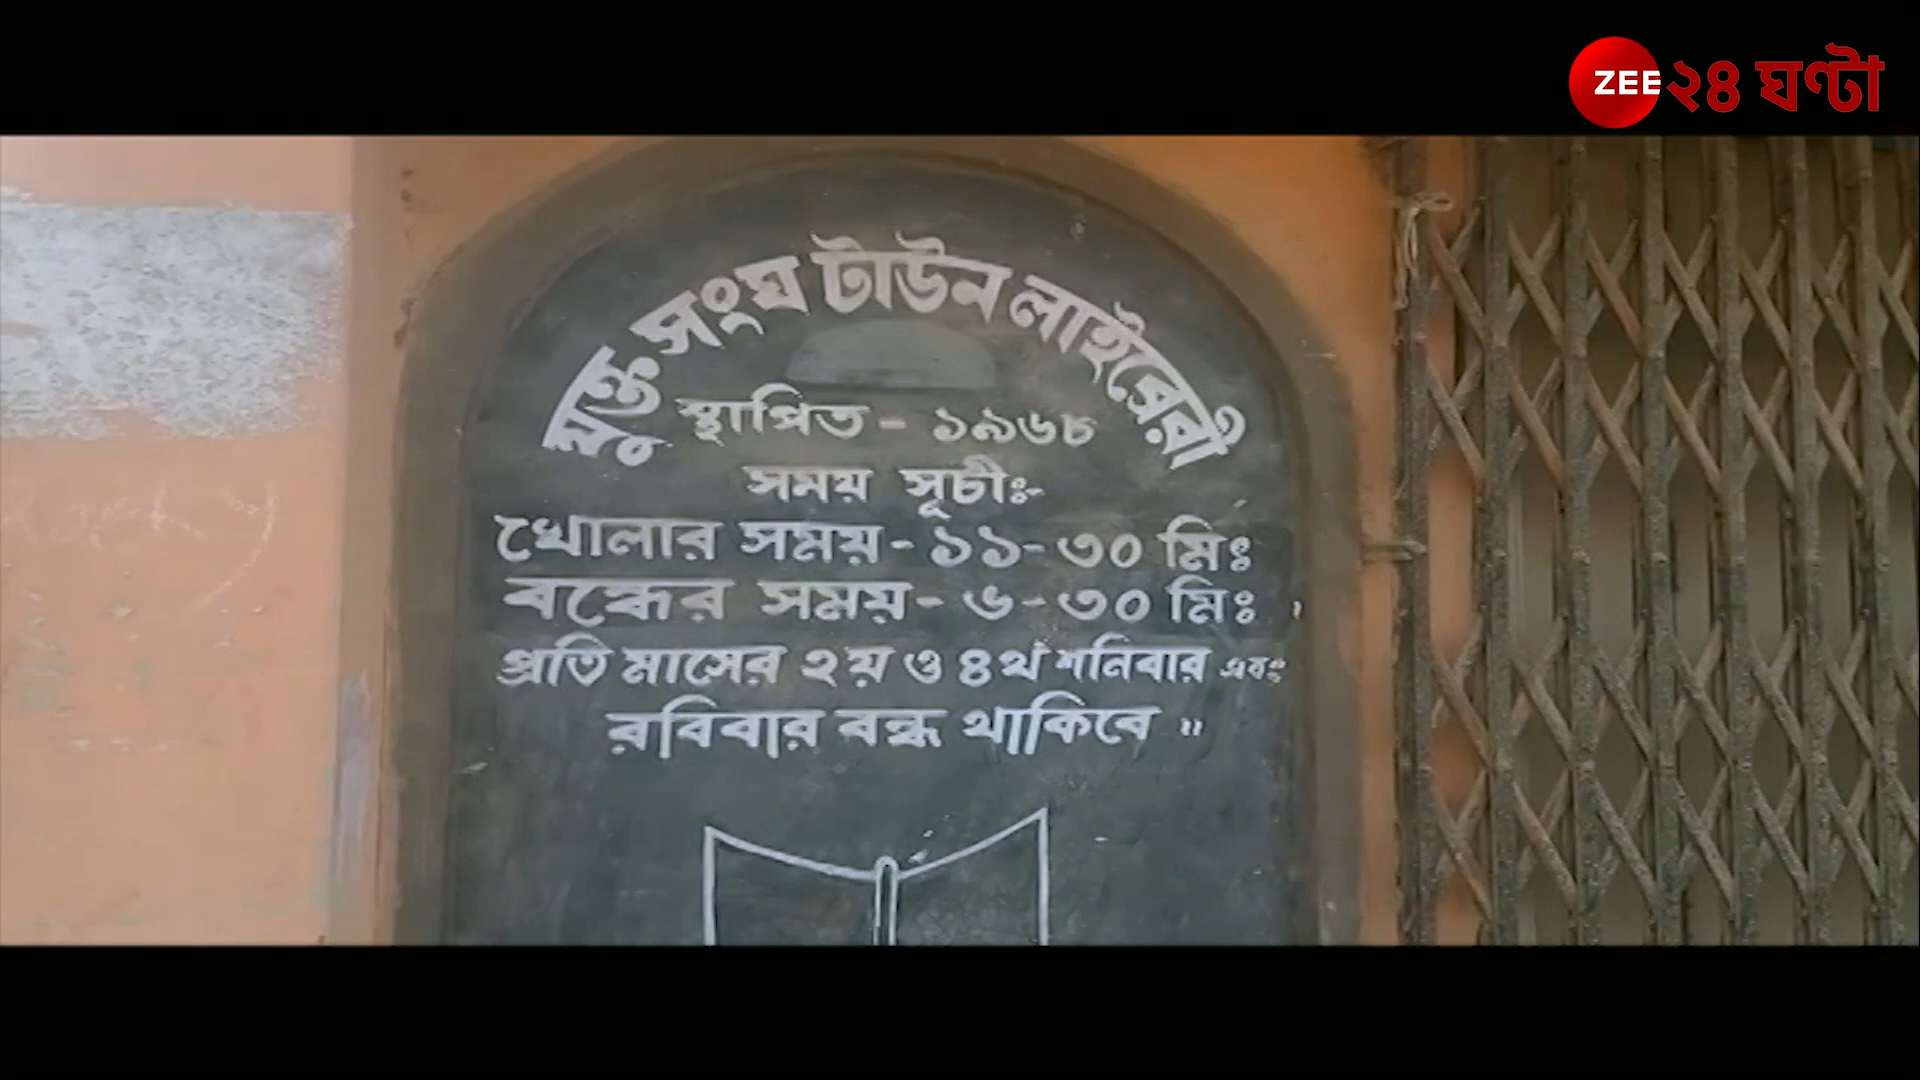 ZEE ২৪ ঘণ্টা
মুক্ত সংঘ টাউন লাইব্রেরী
স্থাপিত - ১৯৬৮
সময় সূচীঃ-
খোলার সময় - ১১-৩০ মিঃ
বন্ধের সময় - ৬-৩০ মিঃ
প্রতি মাসের ২য় ও ৪র্থ শনিবার এবং
রবিবার বন্ধ থাকিবে "